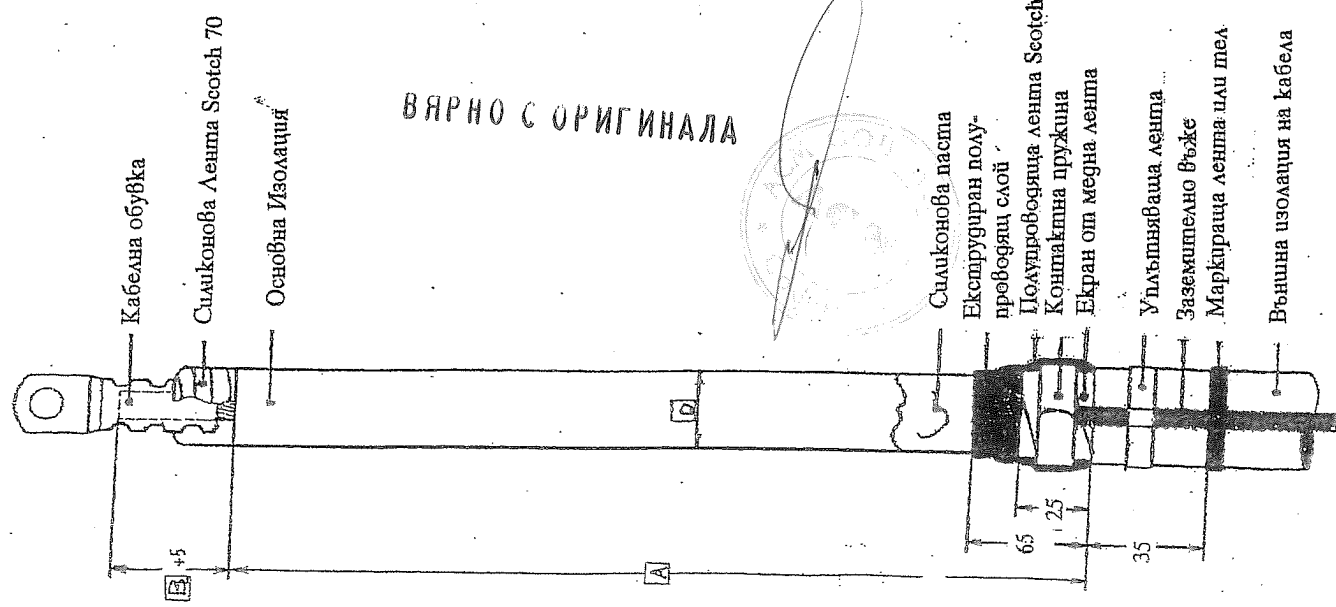 Кабелна обувка
Силиконова Лента Scotch 70
Основна Изолация
ВЯРНО С ОРИГИНАЛА
Силиконова паста
Екструдиран полу-
проводящ слой
Полупроводяща лента Scotch
Контактна пружина
Екран от медна лента
Уплътняваща лента
Заземително въже
Маркираща лента или тел
Външна изолация на кабела
B +5
A
D
65
25
35